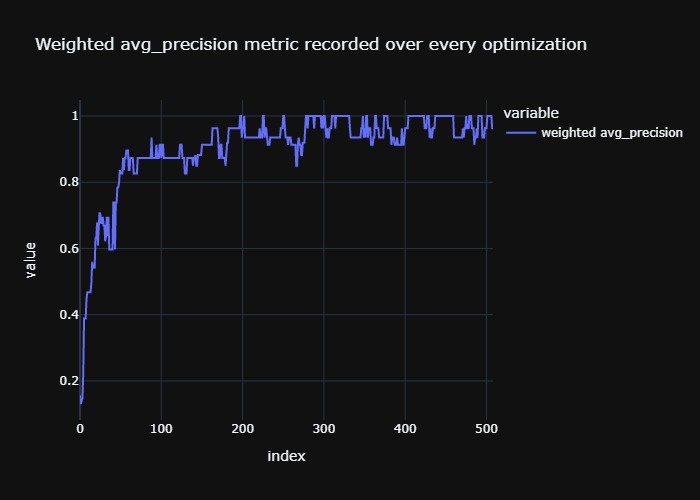 Weighted avg_precision metric recorded over every optimization
variable
weighted avg_precision
1
0.8
0.6
0.4
0.2
value
0 100 200 300 400 500
index